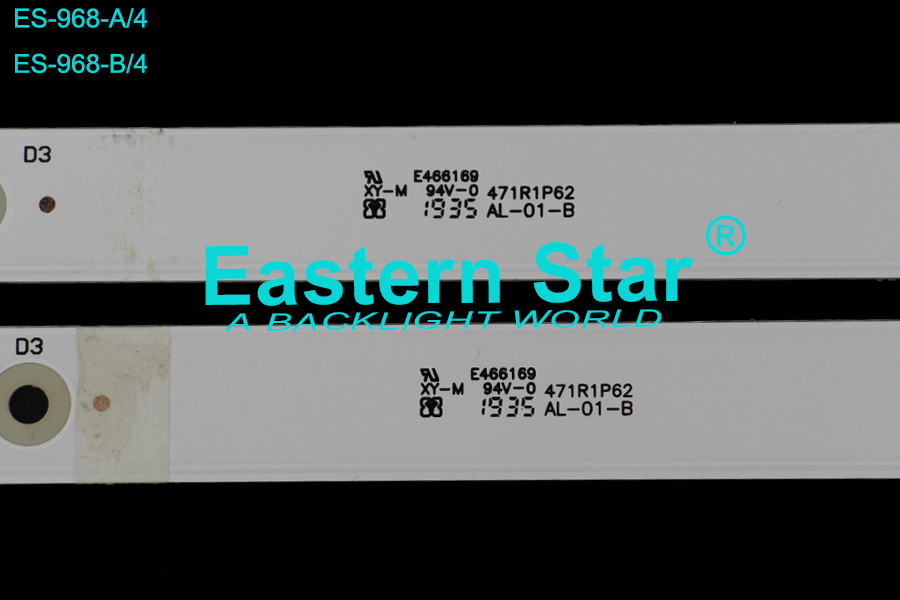 ES-968-A/4
ES-968-B/4
D3
E466169
XY-M 94V-0 471R1P62
1935 AL-01-B
Eastern Star ®
A BACKLIGHT WORLD
D3
E466169
XY-M 94V-0 471R1P62
1935 AL-01-B